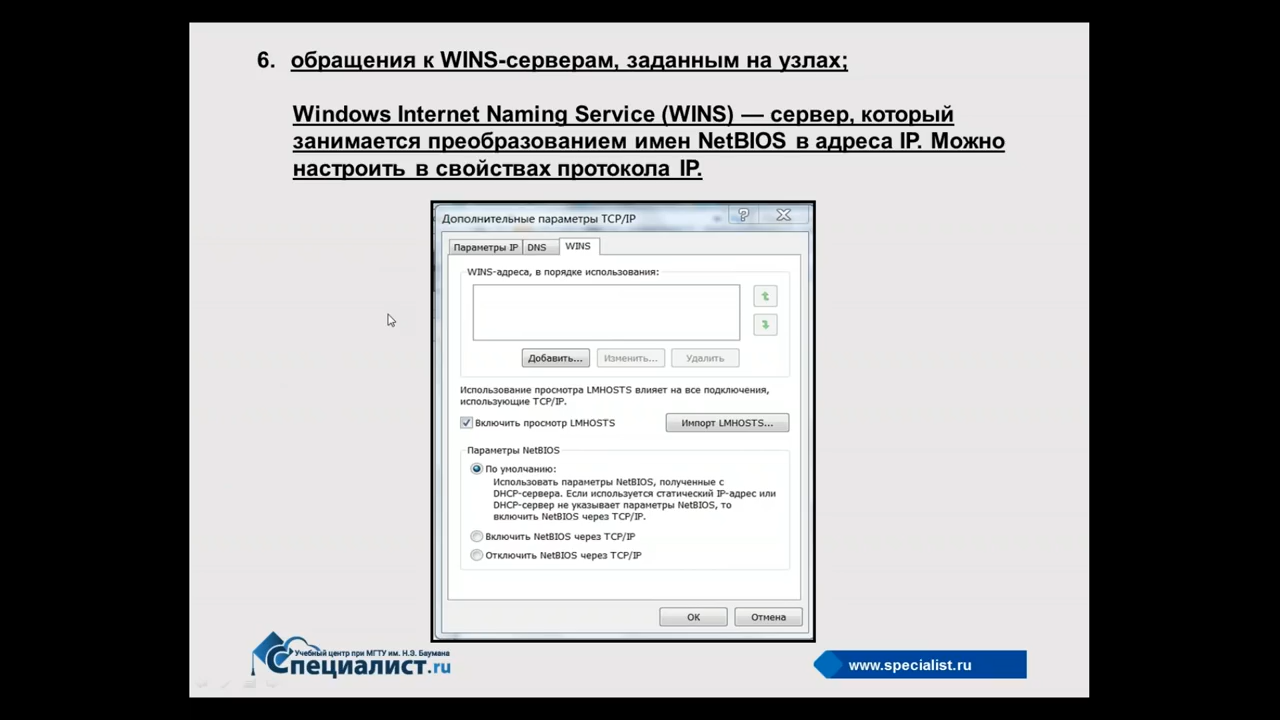 6. обращения к WINS-серверам, заданным на узлах;
Windows Internet Naming Service (WINS) — сервер, который
занимается преобразованием имен NetBIOS в адреса IP. Можно
настроить в свойствах протокола IP.
Дополнительные параметры TCP/IP
Параметры IP DNS WINS
WINS-адреса, в порядке использования:
Добавить... Изменить... Удалить
Использование просмотра LMHOSTS влияет на все подключения,
использующие TCP/IP.
Включить просмотр LMHOSTS Импорт LMHOSTS...
Параметры NetBIOS
По умолчанию:
Использовать параметры NetBIOS, полученные с
DHCP-сервера. Если используется статический IP-адрес или
DHCP-сервер не указывает параметры NetBIOS, то
включить NetBIOS через TCP/IP.
Включить NetBIOS через TCP/IP
Отключить NetBIOS через TCP/IP
ОК Отмена
Учебный центр при МГТУ им. Н.Э. Баумана
Специалист.ru
www.specialist.ru